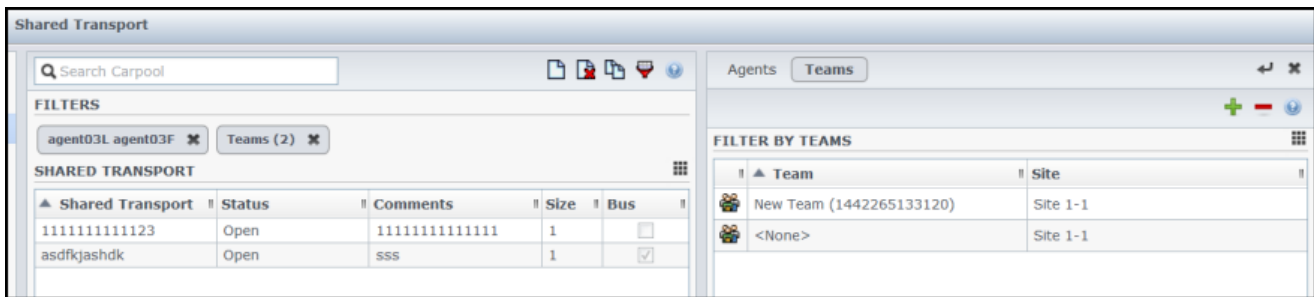 Shared Transport
Search Carpool
FILTERS
agent03L agent03F Teams (2)
SHARED TRANSPORT
Shared Transport Status Comments Size Bus
1111111111123 Open 11111111111111 1
asdfkjashdk Open sss 1
Agents Teams
FILTER BY TEAMS
Team Site
New Team (1442265133120) Site 1-1
<None> Site 1-1